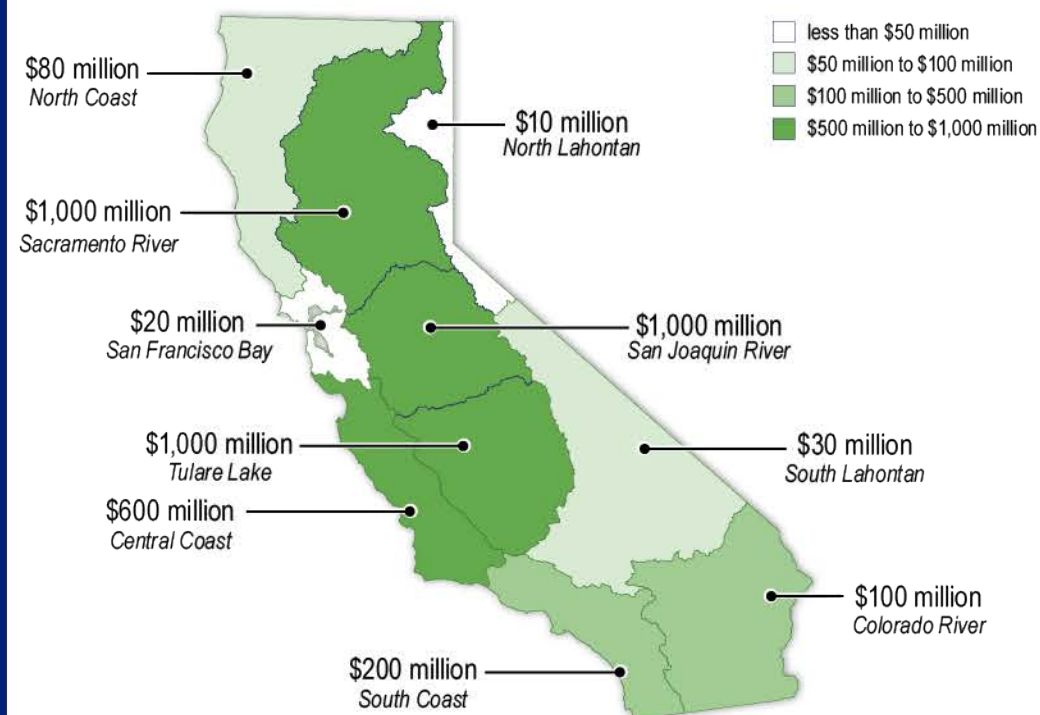 less than $50 million
$50 million to $100 million
$100 million to $500 million
$500 million to $1,000 million
$80 million
North Coast
$10 million
North Lahontan
$1,000 million
Sacramento River
$20 million
San Francisco Bay
$1,000 million
San Joaquin River
$1,000 million
Tulare Lake
$30 million
South Lahontan
$600 million
Central Coast
$100 million
Colorado River
$200 million
South Coast